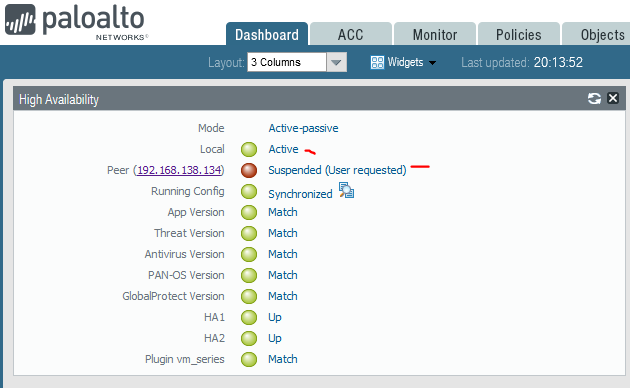 paloalto
NETWORKS®
Dashboard ACC Monitor Policies Objects
Layout: 3 Columns Widgets Last updated: 20:13:52
High Availability
Mode Active-passive
Local Active
Peer (192.168.138.134) Suspended (User requested)
Running Config Synchronized
App Version Match
Threat Version Match
Antivirus Version Match
PAN-OS Version Match
GlobalProtect Version Match
HA1 Up
HA2 Up
Plugin vm_series Match